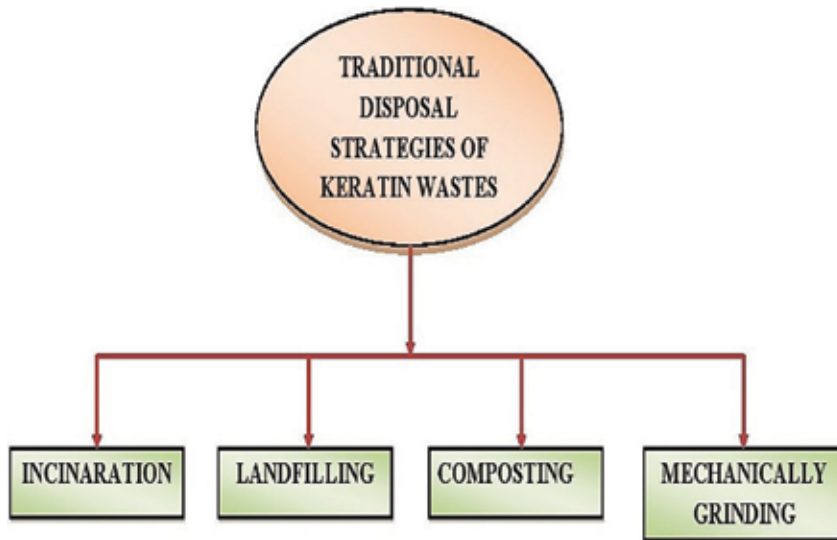 TRADITIONAL
DISPOSAL
STRATEGIES OF
KERATIN WASTES
INCINARATION
LANDFILLING
COMPOSTING
MECHANICALLY
GRINDING